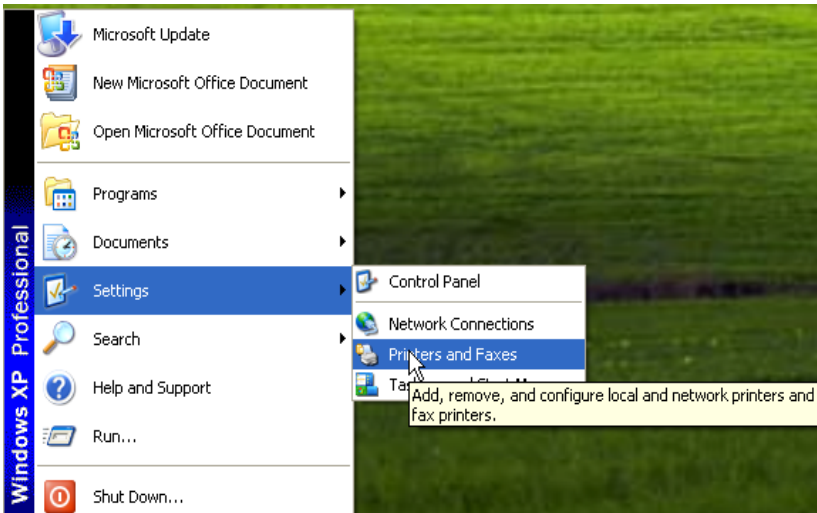 Microsoft Update
New Microsoft Office Document
Open Microsoft Office Document
Programs
Documents
Settings
Search
Help and Support
Run...
Shut Down...
Windows XP Professional
Control Panel
Network Connections
Printers and Faxes
Add, remove, and configure local and network printers and
fax printers.